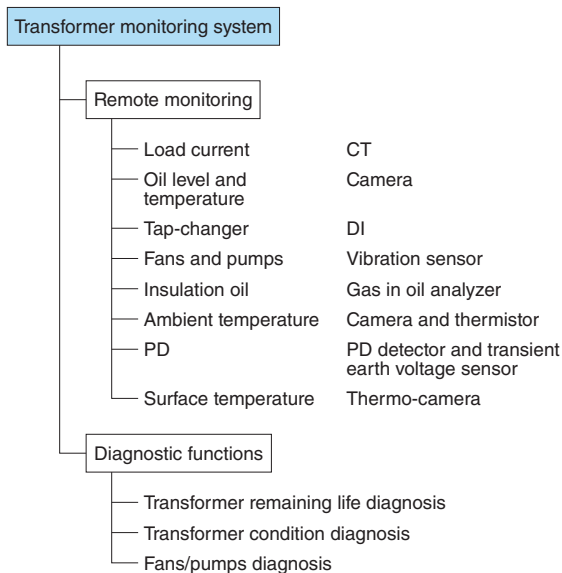 Transformer monitoring system
Remote monitoring
Load current CT
Oil level and Camera
temperature
Tap-changer DI
Fans and pumps Vibration sensor
Insulation oil Gas in oil analyzer
Ambient temperature Camera and thermistor
PD PD detector and transient
earth voltage sensor
Surface temperature Thermo-camera
Diagnostic functions
Transformer remaining life diagnosis
Transformer condition diagnosis
Fans/pumps diagnosis